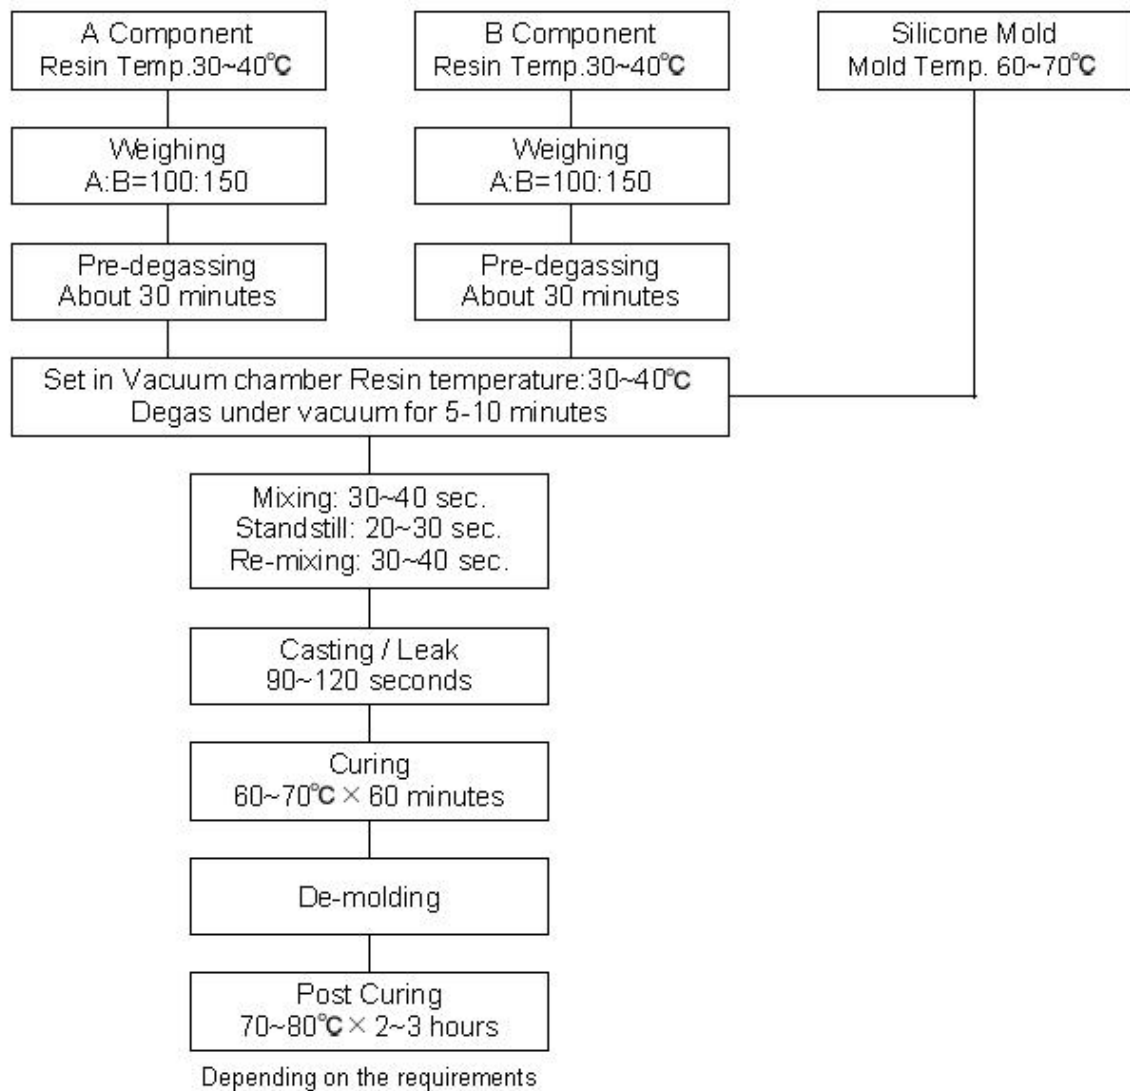 A Component
Resin Temp.30~40℃
B Component
Resin Temp.30~40℃
Silicone Mold
Mold Temp. 60~70℃
Weighing
A:B=100:150
Weighing
A:B=100:150
Pre-degassing
About 30 minutes
Pre-degassing
About 30 minutes
Set in Vacuum chamber Resin temperature:30~40℃
Degas under vacuum for 5-10 minutes
Mixing: 30~40 sec.
Standstill: 20~30 sec.
Re-mixing: 30~40 sec.
Casting / Leak
90~120 seconds
Curing
60~70℃ × 60 minutes
De-molding
Post Curing
70~80℃ × 2~3 hours
Depending on the requirements